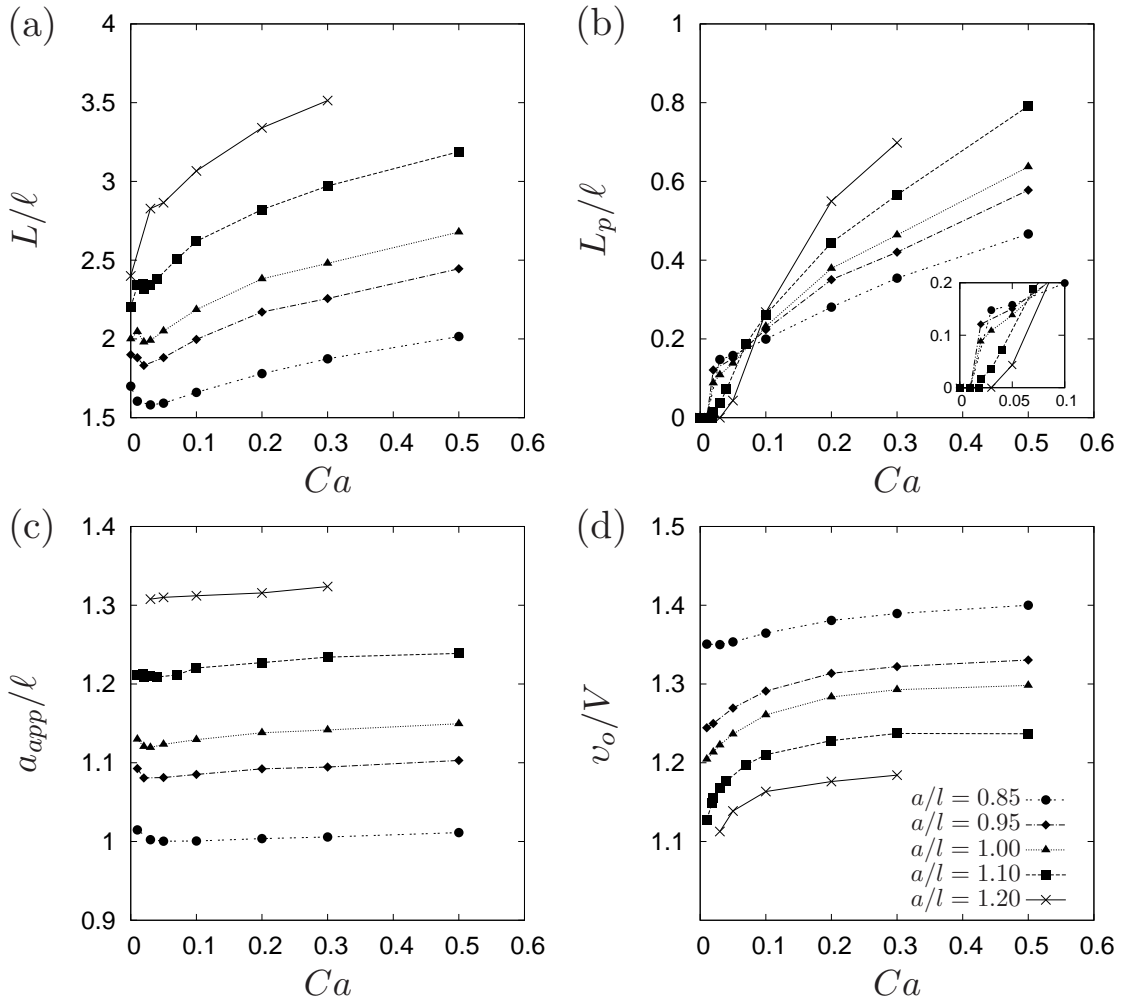 (a)
4
3.5
3
2.5
2
1.5
0 0.1 0.2 0.3 0.4 0.5 0.6
L/ℓ
Ca
(b)
1
0.8
0.6
0.4
0.2
0
0 0.1 0.2 0.3 0.4 0.5 0.6
L_p/ℓ
Ca
0.2
0.1
0
0 0.05 0.1
(c)
1.4
1.3
1.2
1.1
1
0.9
0 0.1 0.2 0.3 0.4 0.5 0.6
a_{app}/ℓ
Ca
(d)
1.5
1.4
1.3
1.2
1.1
1.0
0 0.1 0.2 0.3 0.4 0.5 0.6
v_o/V
Ca
a/l = 0.85
a/l = 0.95
a/l = 1.00
a/l = 1.10
a/l = 1.20